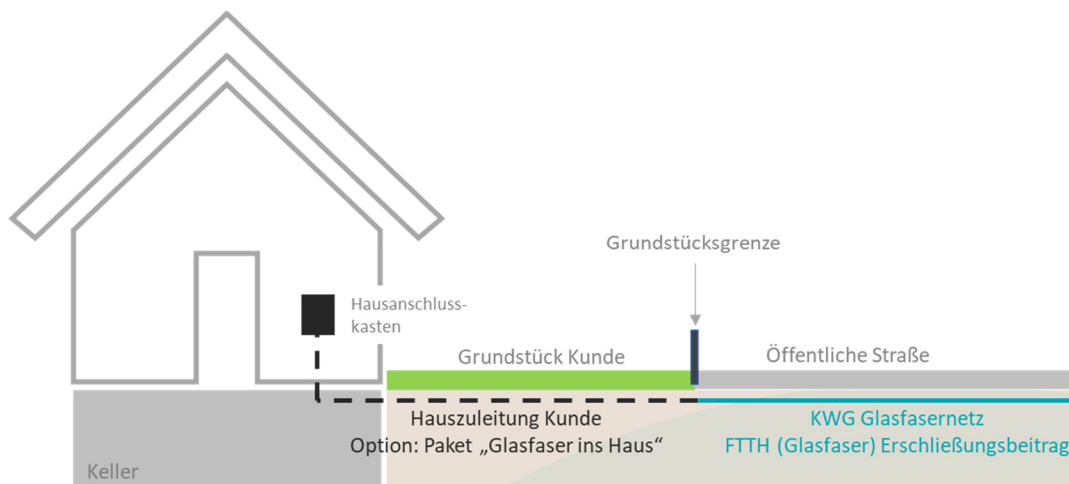 Grundstücksgrenze
Hausanschluss-
kasten
Grundstück Kunde
Öffentliche Straße
Hauszuleitung Kunde
Option: Paket „Glasfaser ins Haus“
KWG Glasfasernetz
FTTH (Glasfaser) Erschließungsbeitrag
Keller